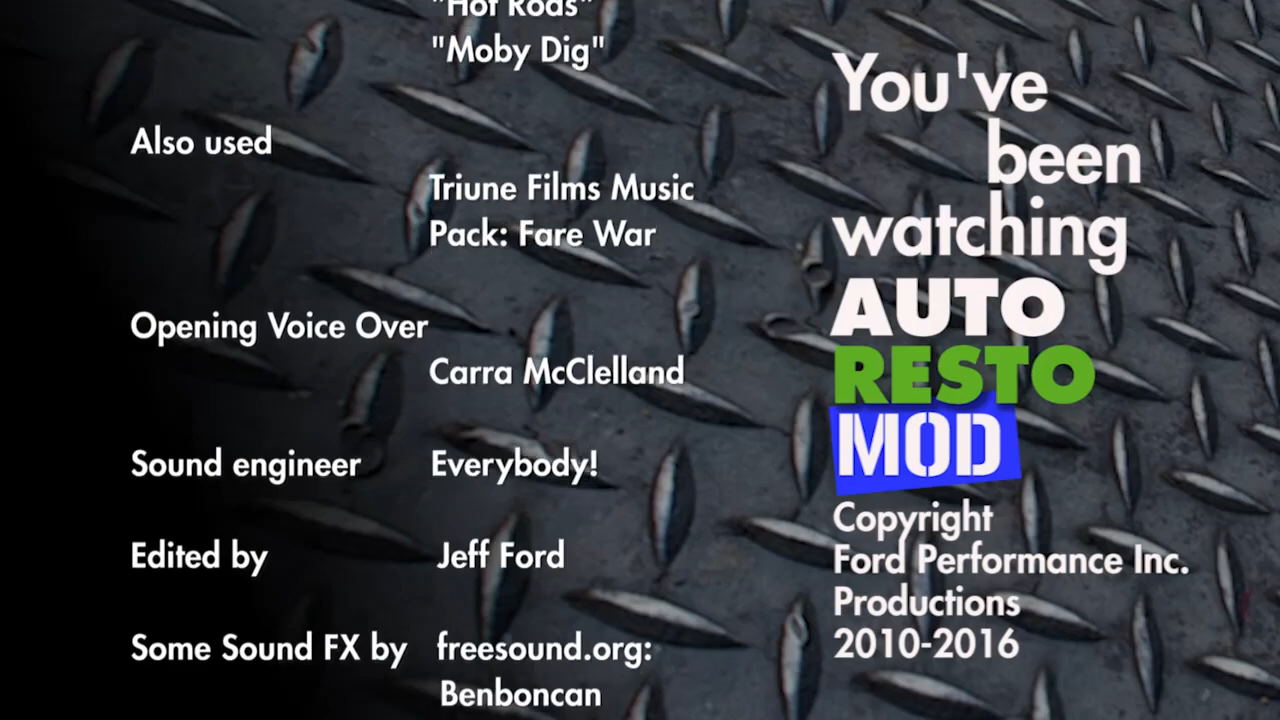 "Hot Rods"
"Moby Dig"
Also used
Triune Films Music
Pack: Fare War
Opening Voice Over
Carra McClelland
Sound engineer Everybody!
Edited by Jeff Ford
Some Sound FX by freesound.org:
Benboncan
You've
been
watching
AUTO
RESTO
MOD
Copyright
Ford Performance Inc.
Productions
2010-2016